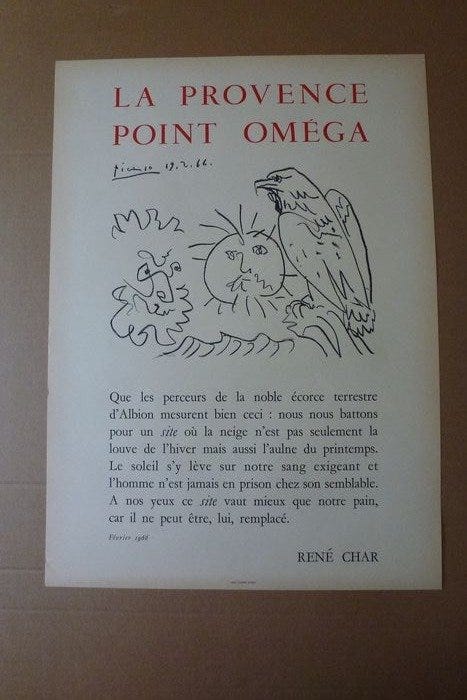 LA PROVENCE
POINT OMÉGA
Picasso 19.2.66.
Que les perceurs de la noble écorce terrestre
d'Albion mesurent bien ceci : nous nous battons
pour un site où la neige n'est pas seulement la
louve de l'hiver mais aussi l'aulne du printemps.
Le soleil s'y lève sur notre sang exigeant et
l'homme n'est jamais en prison chez son semblable.
A nos yeux ce site vaut mieux que notre pain,
car il ne peut être, lui, remplacé.
Février 1966
RENÉ CHAR